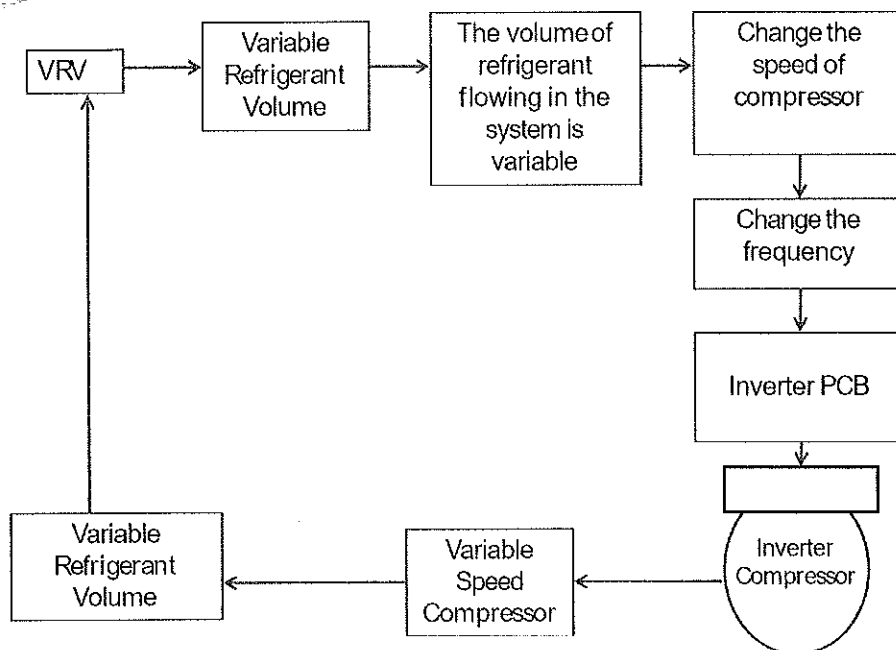 VRV
Variable
Refrigerant
Volume
The volume of
refrigerant
flowing in the
system is
variable
Change the
speed of
compressor
Change the
frequency
Inverter PCB
Inverter
Compressor
Variable
Speed
Compressor
Variable
Refrigerant
Volume